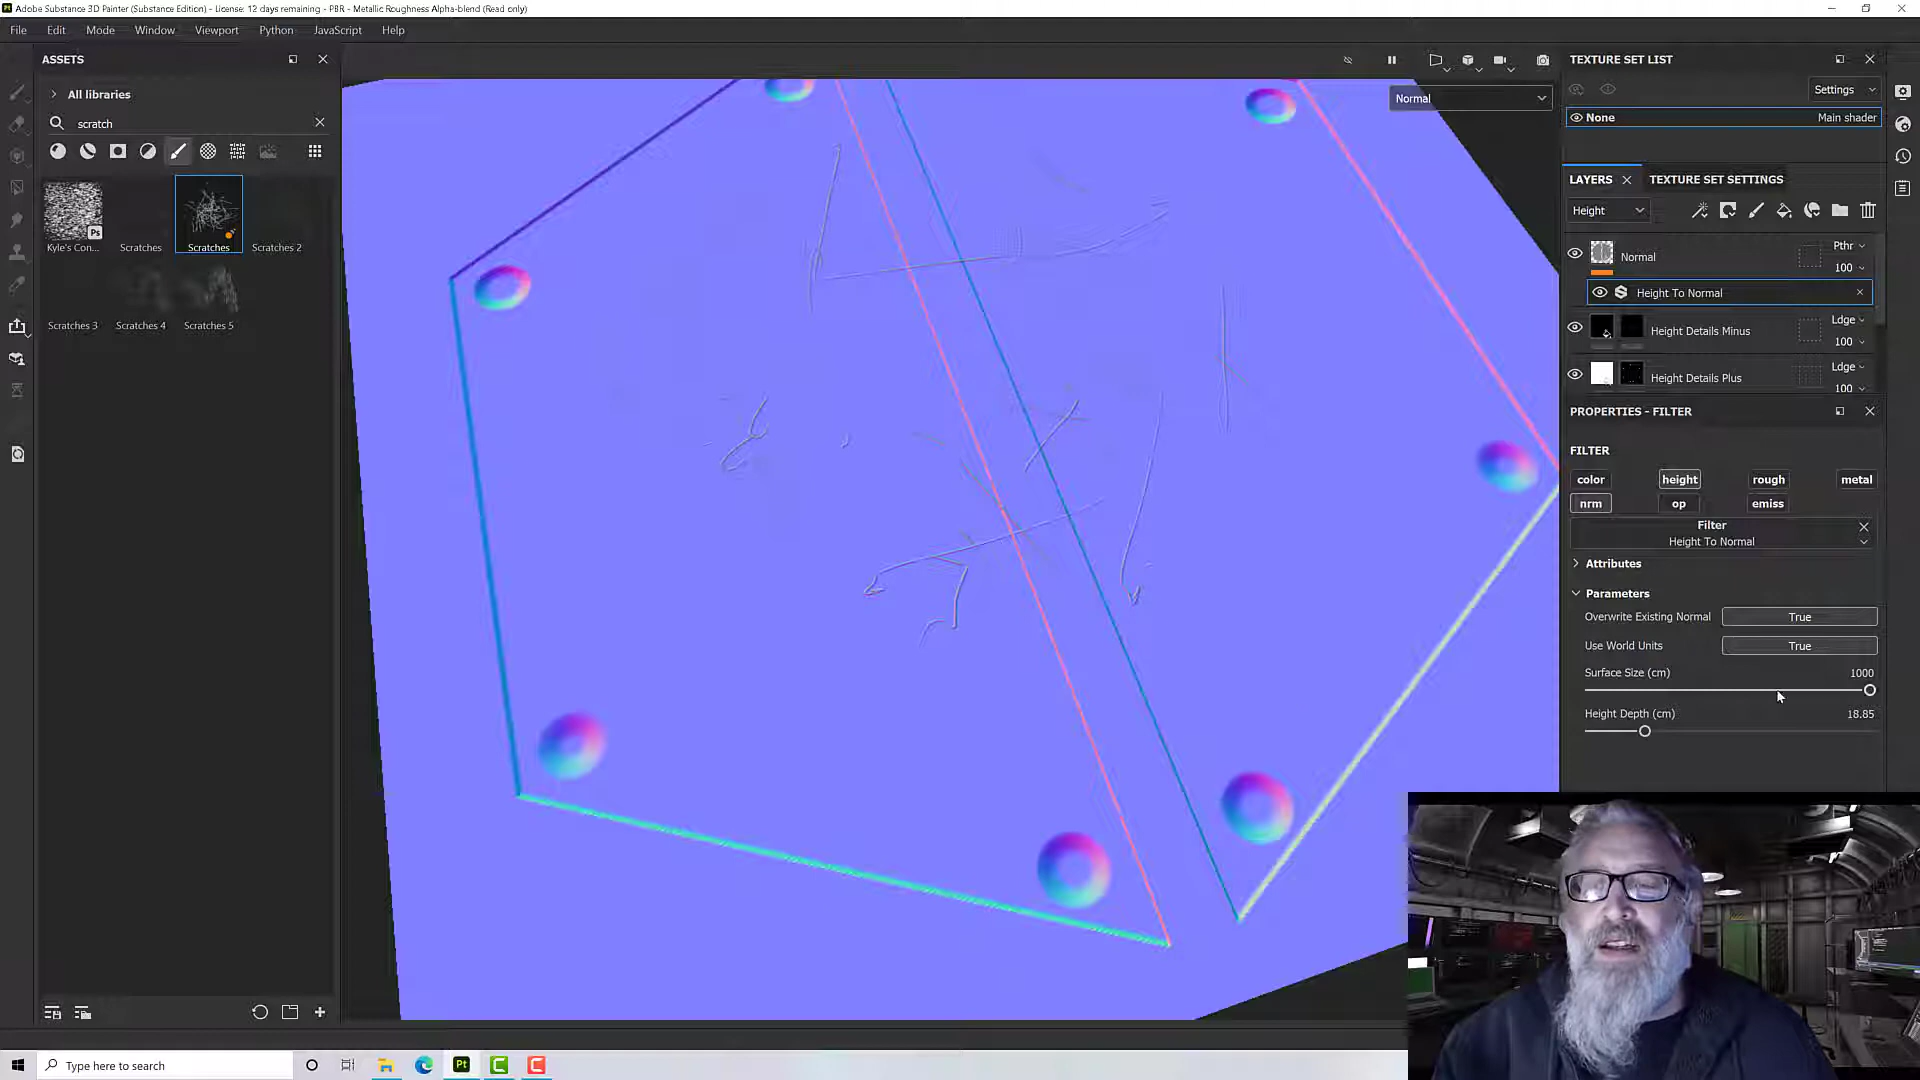 Adobe Substance 3D Painter (Substance Edition) - License: 12 days remaining - PBR - Metallic Roughness Alpha-blend (Read only)
File Edit Mode Window Viewport Python JavaScript Help
ASSETS
All libraries
scratch
Kyle's Con...
Scratches
Scratches
Scratches 2
Scratches 3
Scratches 4
Scratches 5
Normal
TEXTURE SET LIST
Settings
None Main shader
LAYERS TEXTURE SET SETTINGS
Height
Normal Pthr
100
Height To Normal
Height Details Minus Ldge
100
Height Details Plus Ldge
100
PROPERTIES - FILTER
FILTER
color height rough metal
nrm op emiss
Filter
Height To Normal
Attributes
Parameters
Overwrite Existing Normal True
Use World Units True
Surface Size (cm) 1000
Height Depth (cm) 18.85
Type here to search
Pt